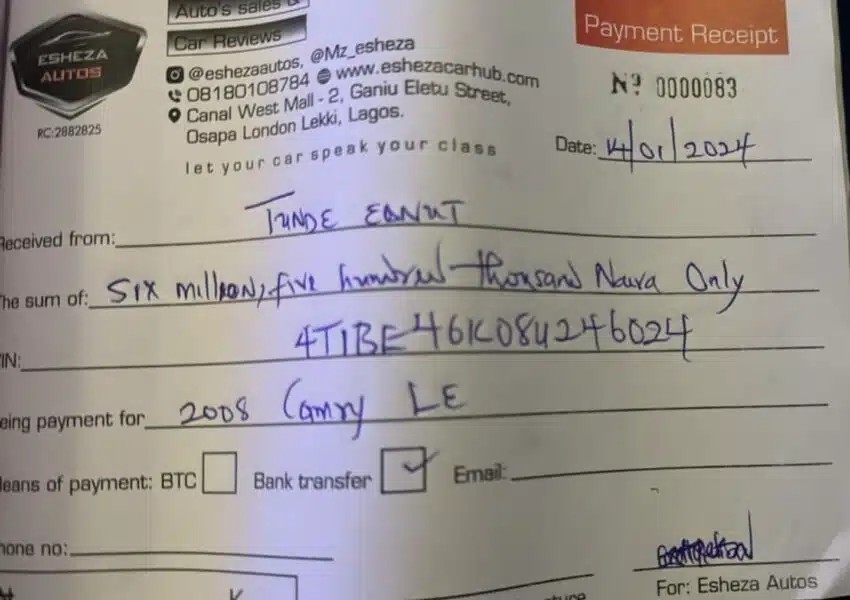 ESHEZA
AUTOS
RC:2882825
Auto's sales &
Car Reviews
@eshezaautos, @Mz_esheza
08180108784 www.eshezacarhub.com
Canal West Mall - 2, Ganiu Eletu Street,
Osapa London Lekki, Lagos.
let your car speak your class
Payment Receipt
Nº 0000083
Date: 14/01/2024
Received from: TUNDE EDNUT
he sum of: Six million, five hundred thousand Naira Only
IN: 4T1BE46K084246024
eing payment for 2008 Camry LE
eans of payment: BTC Bank transfer Email:
hone no:
For: Esheza Autos